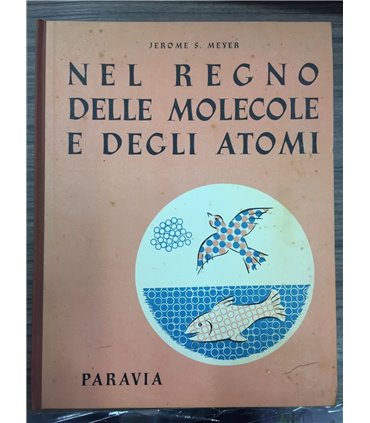 JEROME S. MEYER
NEL REGNO
DELLE MOLECOLE
E DEGLI ATOMI
PARAVIA